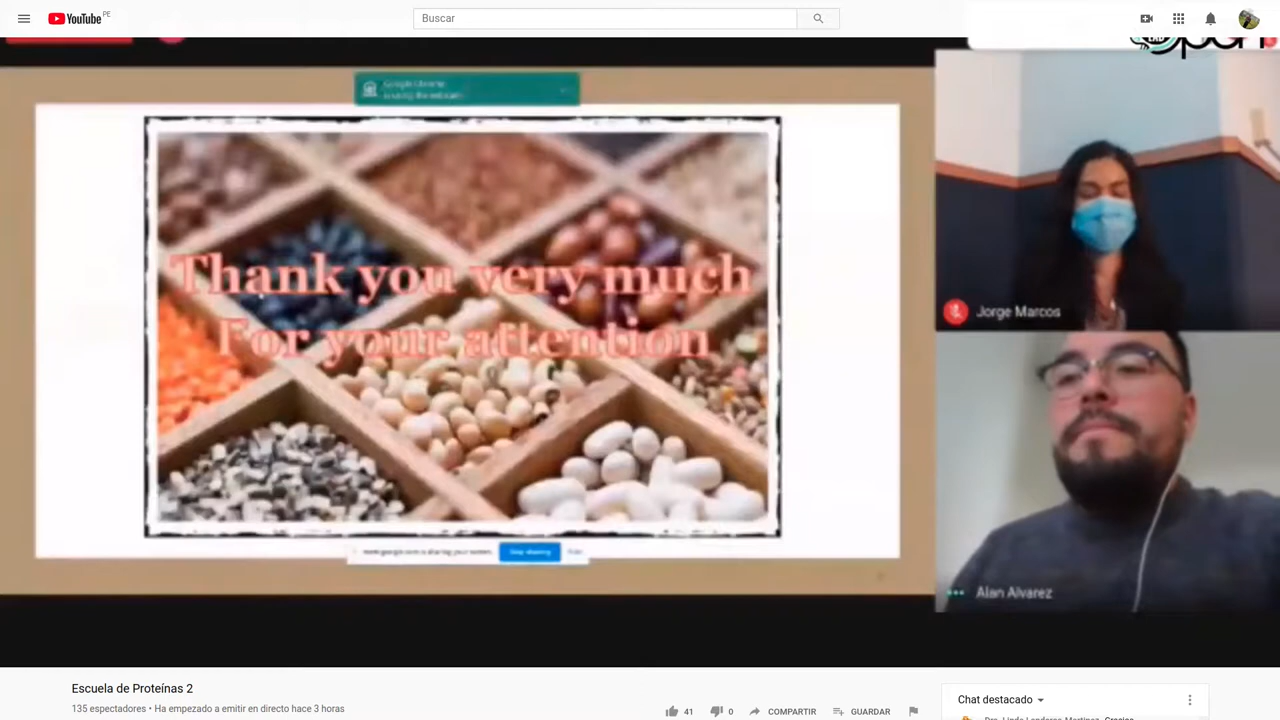 YouTube PE
Buscar
Thank you very much
For your attention
Jorge Marcos
Stop sharing
Alan Alvarez
Escuela de Proteínas 2
135 espectadores • Ha empezado a emitir en directo hace 3 horas
41
0
COMPARTIR
GUARDAR
Chat destacado